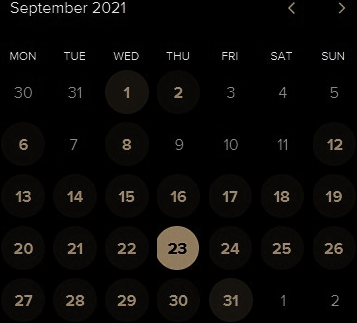 September 2021
MON TUE WED THU FRI SAT SUN
30 31 1 2 3 4 5
6 7 8 9 10 11 12
13 14 15 16 17 18 19
20 21 22 23 24 25 26
27 28 29 30 31 1 2